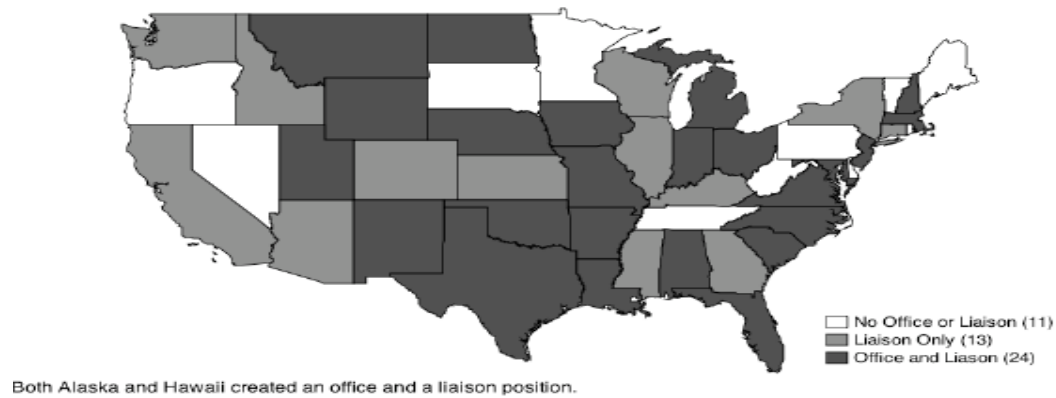 No Office or Liaison (11)
Liaison Only (13)
Office and Liason (24)
Both Alaska and Hawaii created an office and a liaison position.